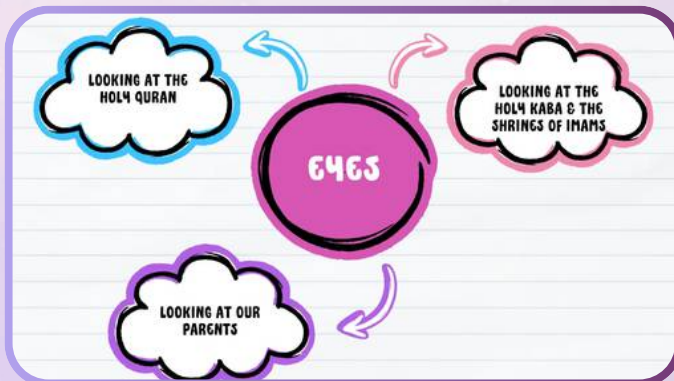 LOOKING AT THE
HOLY QURAN
LOOKING AT THE
HOLY KABA & THE
SHRINES OF IMAMS
EYES
LOOKING AT OUR
PARENTS